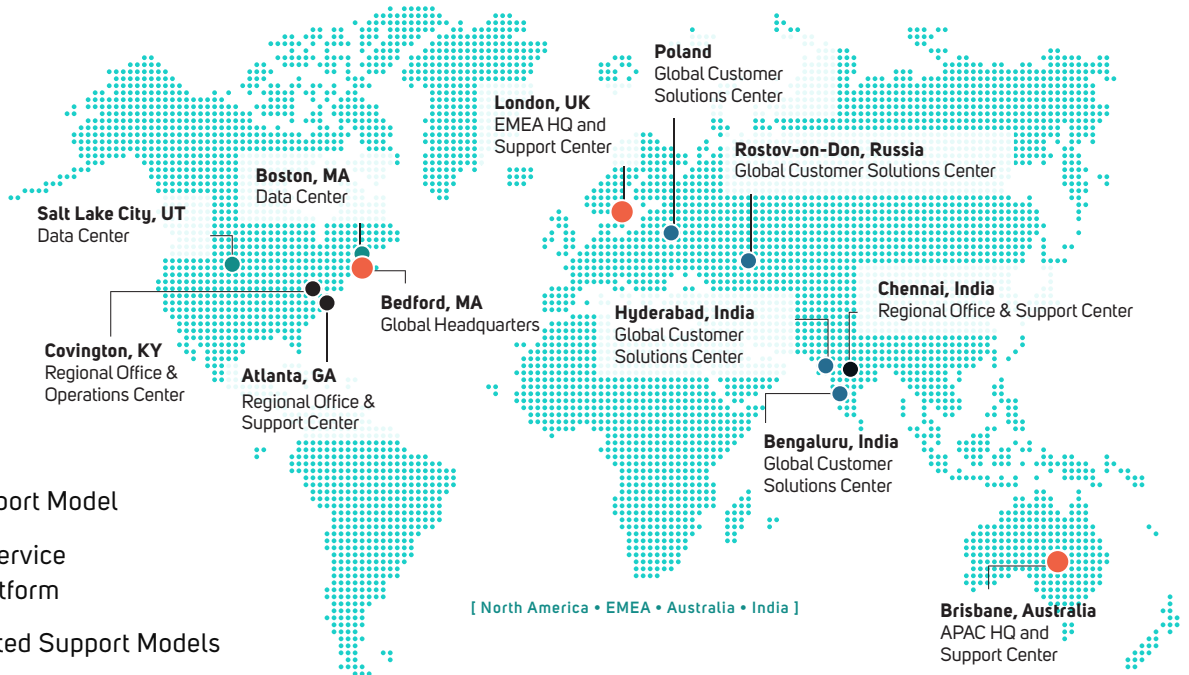 Poland
Global Customer
Solutions Center
London, UK
EMEA HQ and
Support Center
Rostov-on-Don, Russia
Global Customer Solutions Center
Boston, MA
Data Center
Salt Lake City, UT
Data Center
Bedford, MA
Global Headquarters
Chennai, India
Regional Office & Support Center
Hyderabad, India
Global Customer
Solutions Center
Covington, KY
Regional Office &
Operations Center
Atlanta, GA
Regional Office &
Support Center
Bengaluru, India
Global Customer
Solutions Center
port Model
ervice
tform
ted Support Models
[ North America • EMEA • Australia • India ]
Brisbane, Australia
APAC HQ and
Support Center